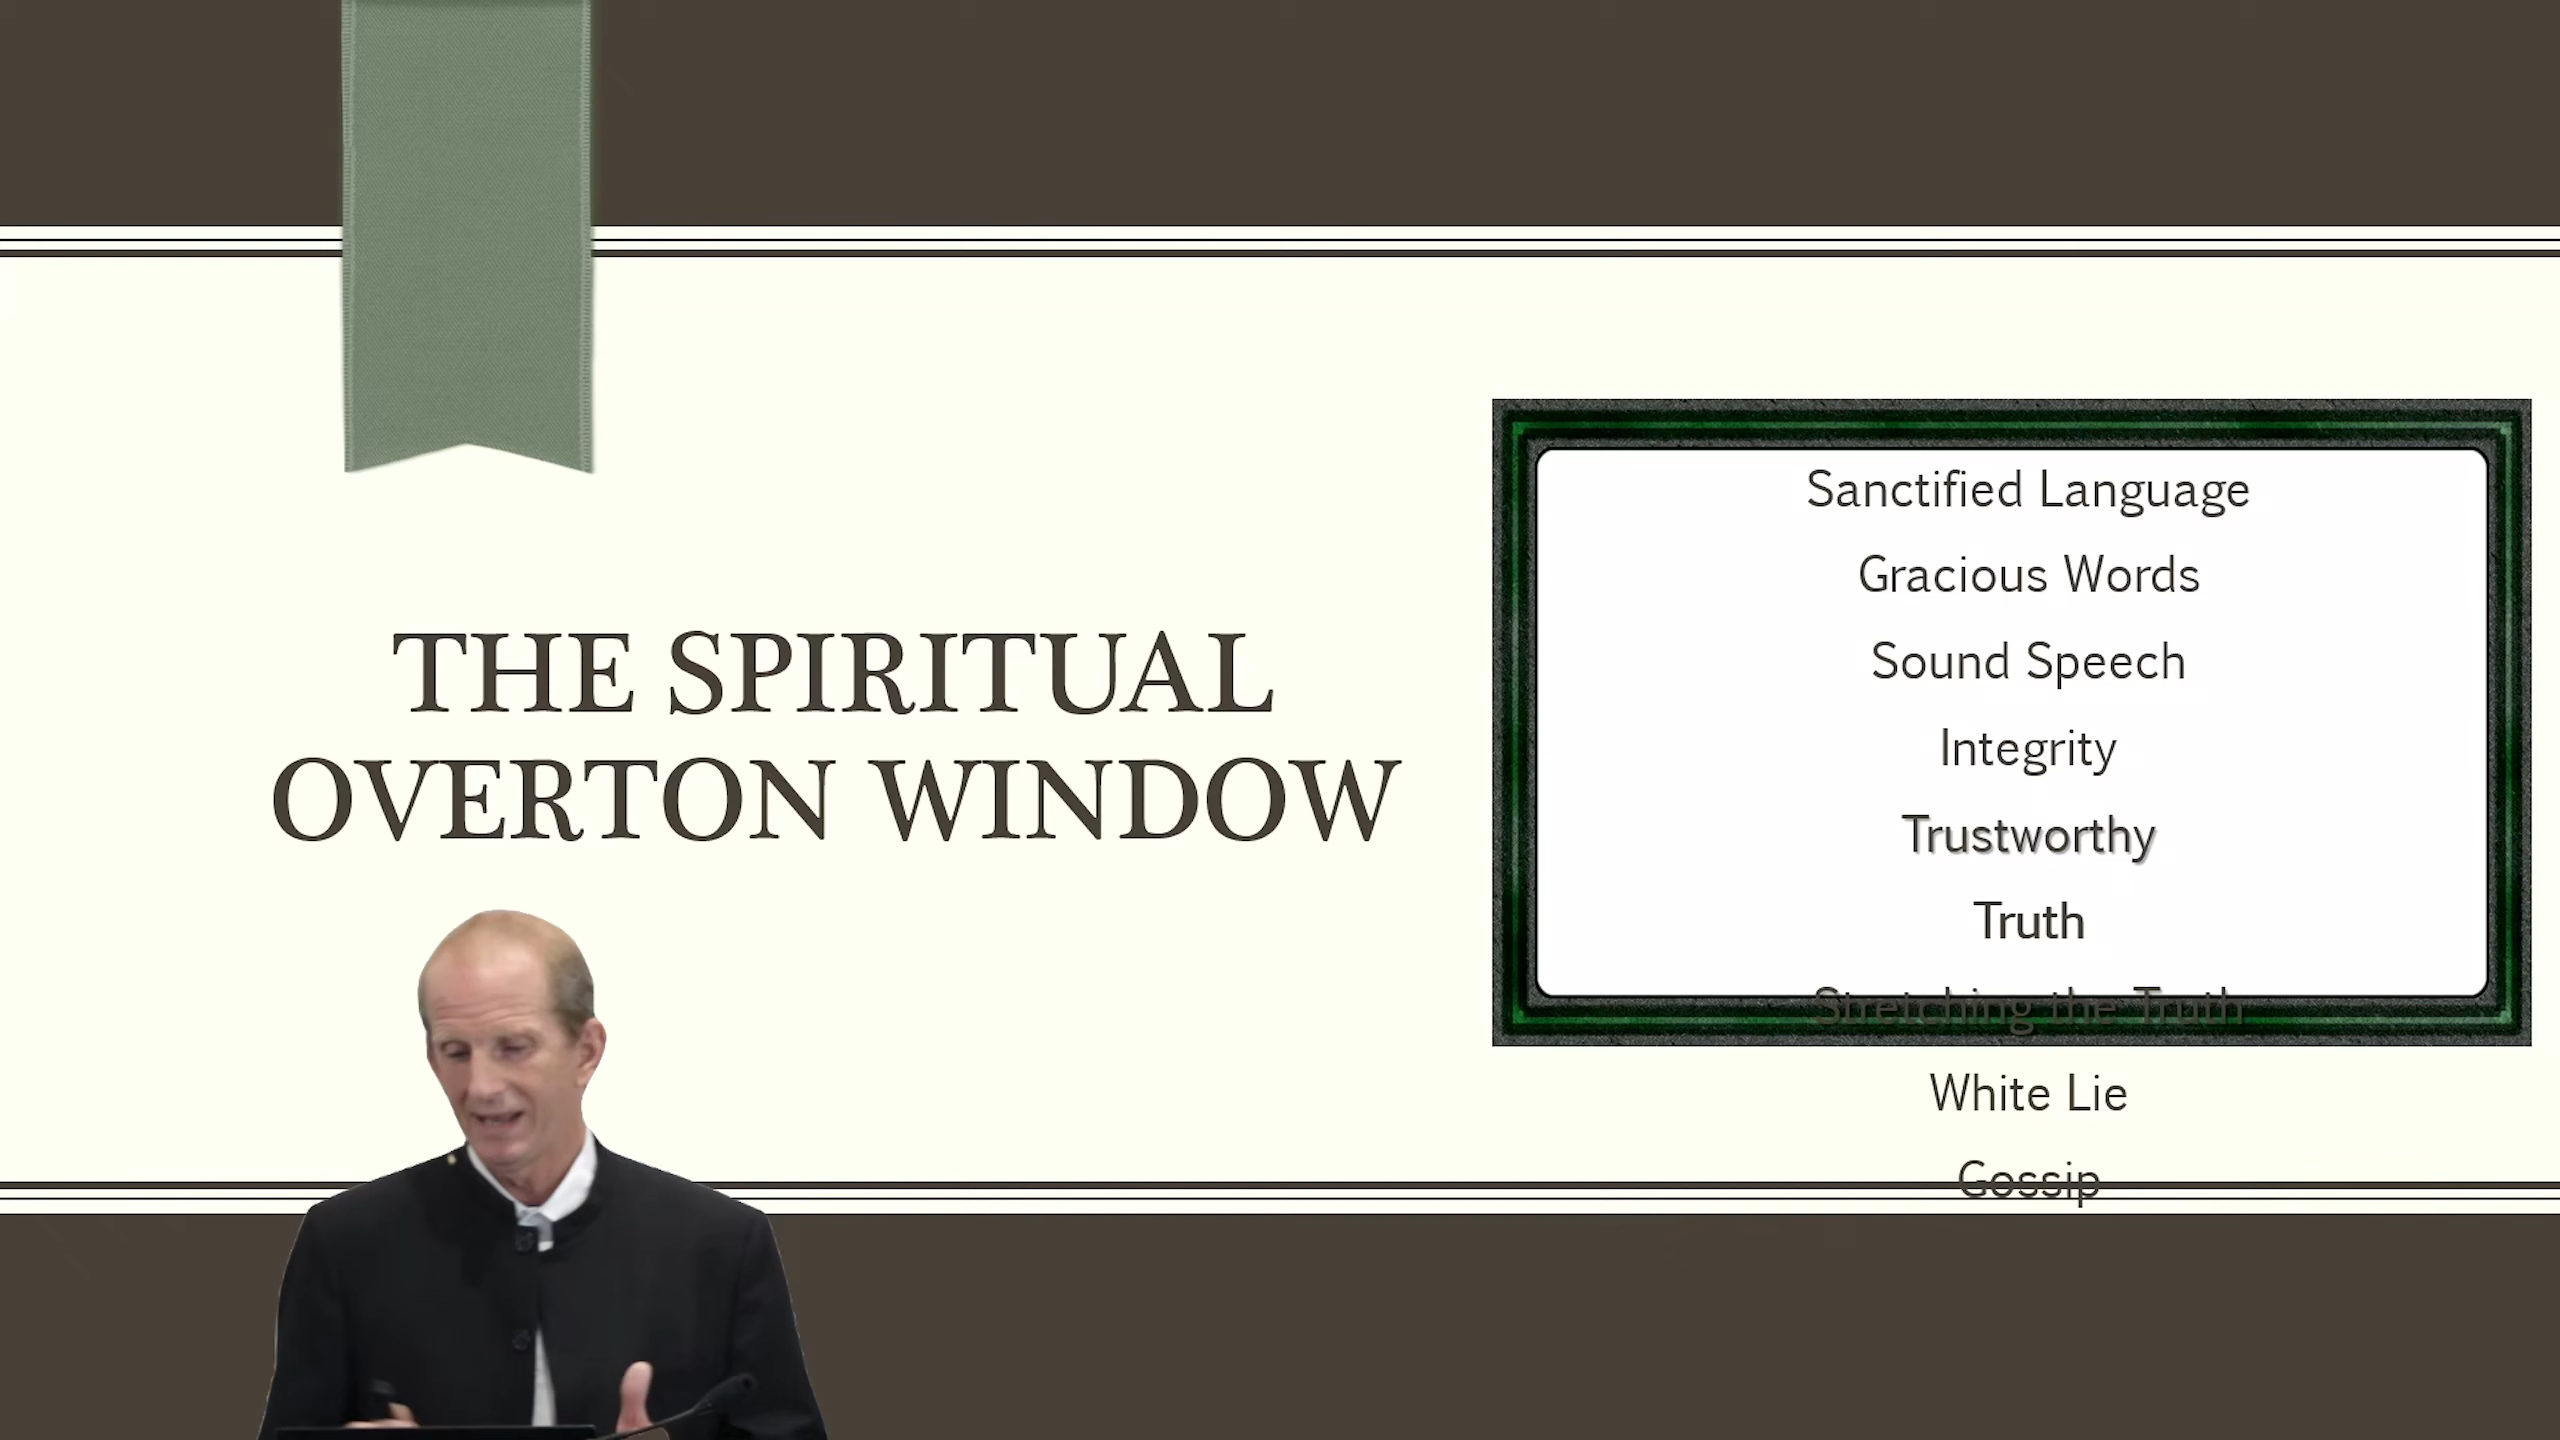 THE SPIRITUAL
OVERTON WINDOW
Sanctified Language
Gracious Words
Sound Speech
Integrity
Trustworthy
Truth
Stretching the Truth
White Lie
Gossip